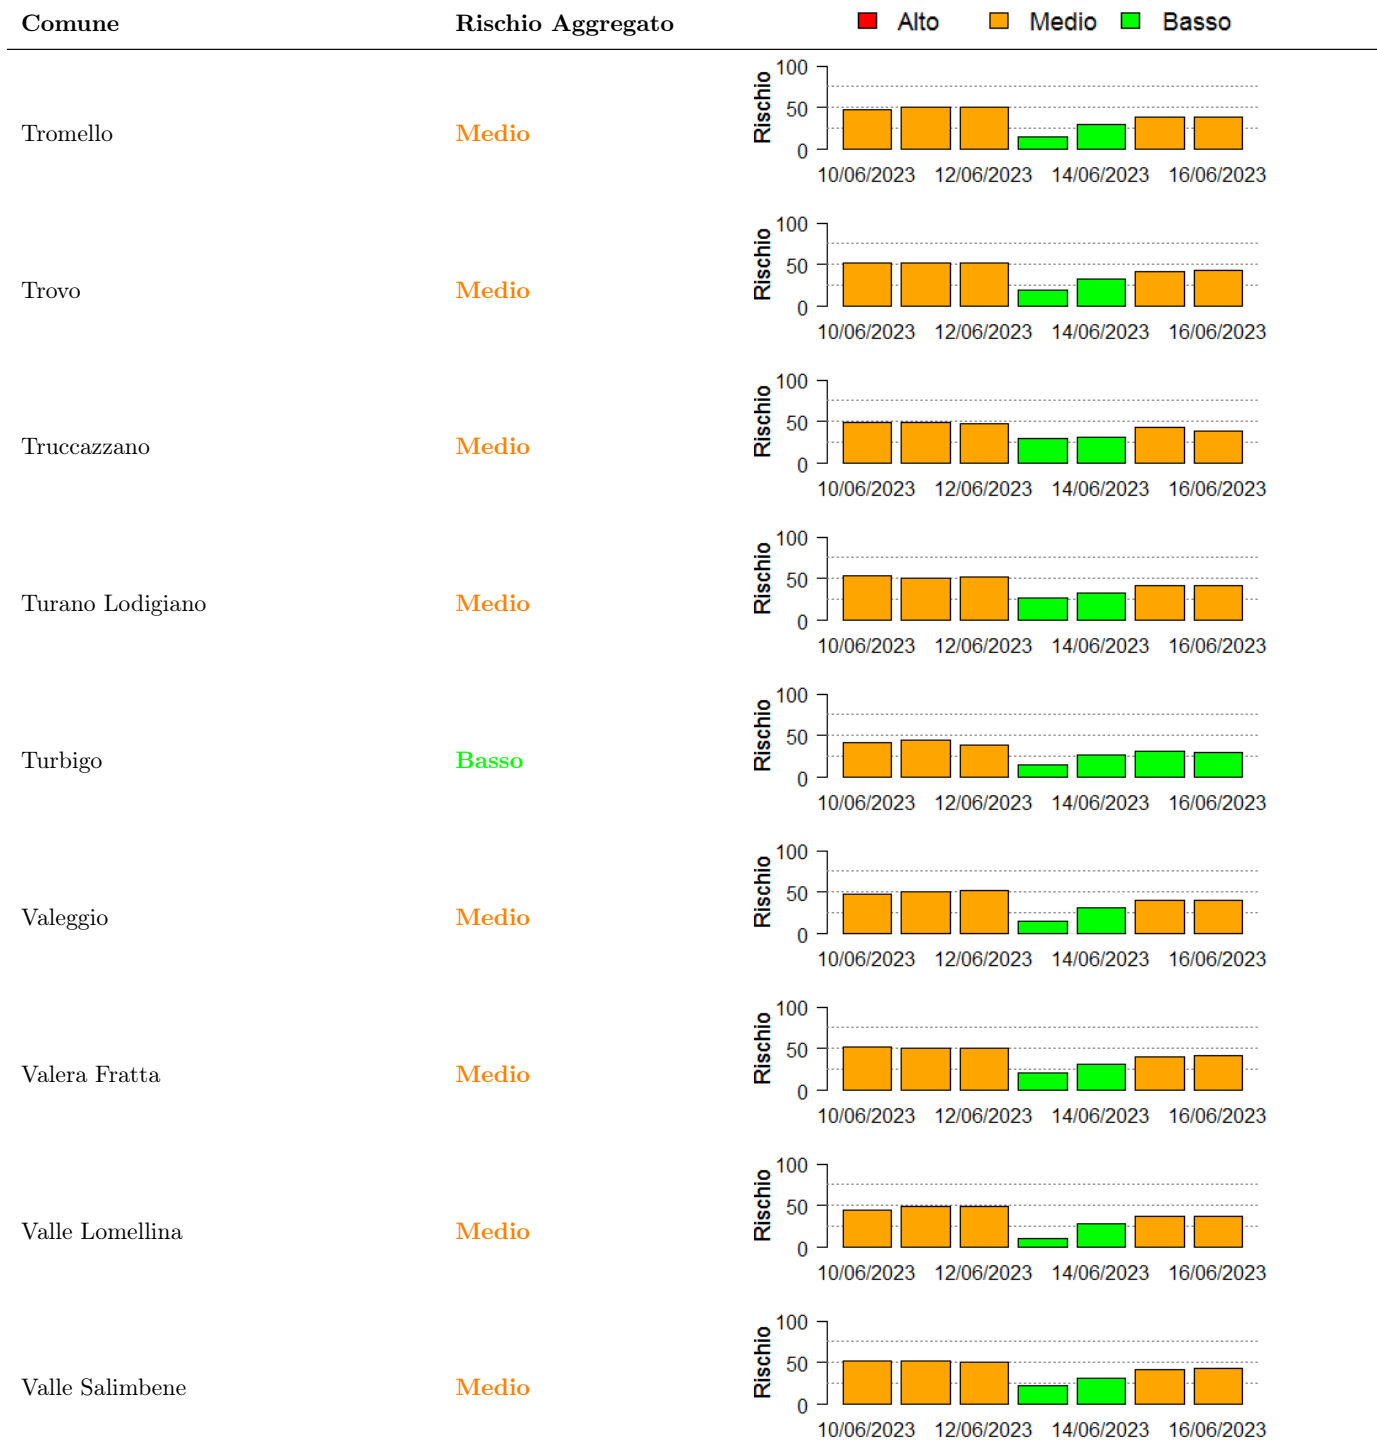 Comune Rischio Aggregato Alto Medio Basso
100
50
0
Rischio
Tromello Medio
10/06/2023 12/06/2023 14/06/2023 16/06/2023
100
50
0
Rischio
Trovo Medio
10/06/2023 12/06/2023 14/06/2023 16/06/2023
100
50
0
Rischio
Truccazzano Medio
10/06/2023 12/06/2023 14/06/2023 16/06/2023
100
50
0
Rischio
Turano Lodigiano Medio
10/06/2023 12/06/2023 14/06/2023 16/06/2023
100
50
0
Rischio
Turbigo Basso
10/06/2023 12/06/2023 14/06/2023 16/06/2023
100
50
0
Rischio
Valeggio Medio
10/06/2023 12/06/2023 14/06/2023 16/06/2023
100
50
0
Rischio
Valera Fratta Medio
10/06/2023 12/06/2023 14/06/2023 16/06/2023
100
50
0
Rischio
Valle Lomellina Medio
10/06/2023 12/06/2023 14/06/2023 16/06/2023
100
50
0
Rischio
Valle Salimbene Medio
10/06/2023 12/06/2023 14/06/2023 16/06/2023